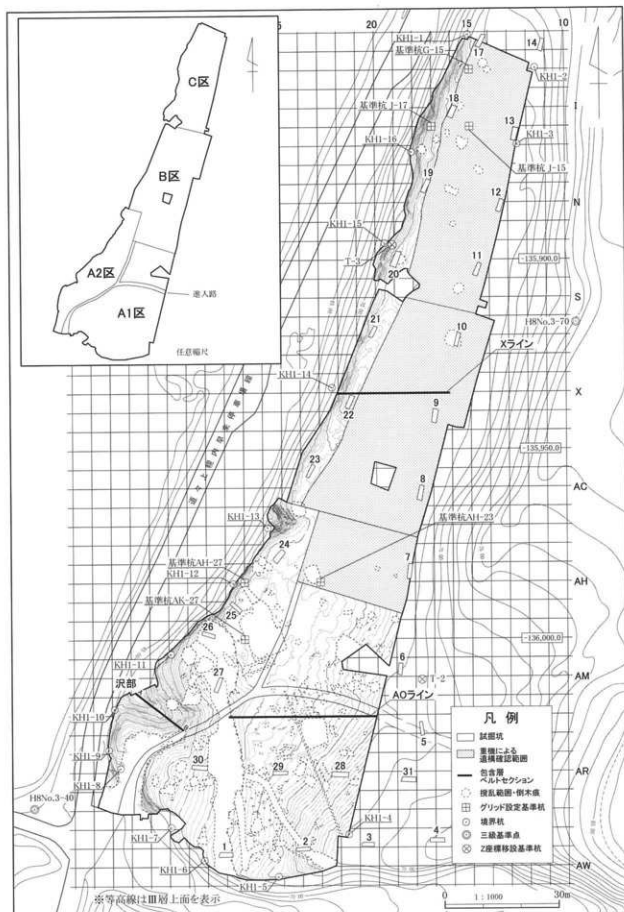 C区
B区
A2区
A1区
進入路
任意縮尺
20
15
10
KH1-1
17
14
基準杭G-15
KH1-2
I
基準杭 J-17
18
13
KH1-3
KH1-16
基準杭 J-15
19
12
N
KH1-15
T-3
11
-135,900.0
20
S
21
10
H8No.3-70
Xライン
KH1-14
X
22
9
-135,950.0
23
8
AC
KH1-13
基準杭AH-23
24
7
基準杭AH-27
KH1-12
AH
基準杭AK-27
25
26
-136,000.0
KH1-11
6
AM
沢部
27
T-2
AOライン
KH1-10
5
KH1-9
30
29
28
31
AR
KH1-8
H8No.3-40
KH1-7
KH1-4
1
2
3
4
KH1-6
KH1-5
AW
凡例
試掘坑
重機による
遺構確認範囲
包含層
ベルトセクション
撹乱範囲・倒木痕
グリッド設定基準杭
境界杭
三級基準点
Z座標移設基準杭
※等高線はⅢ層上面を表示
0
1：1000
30m